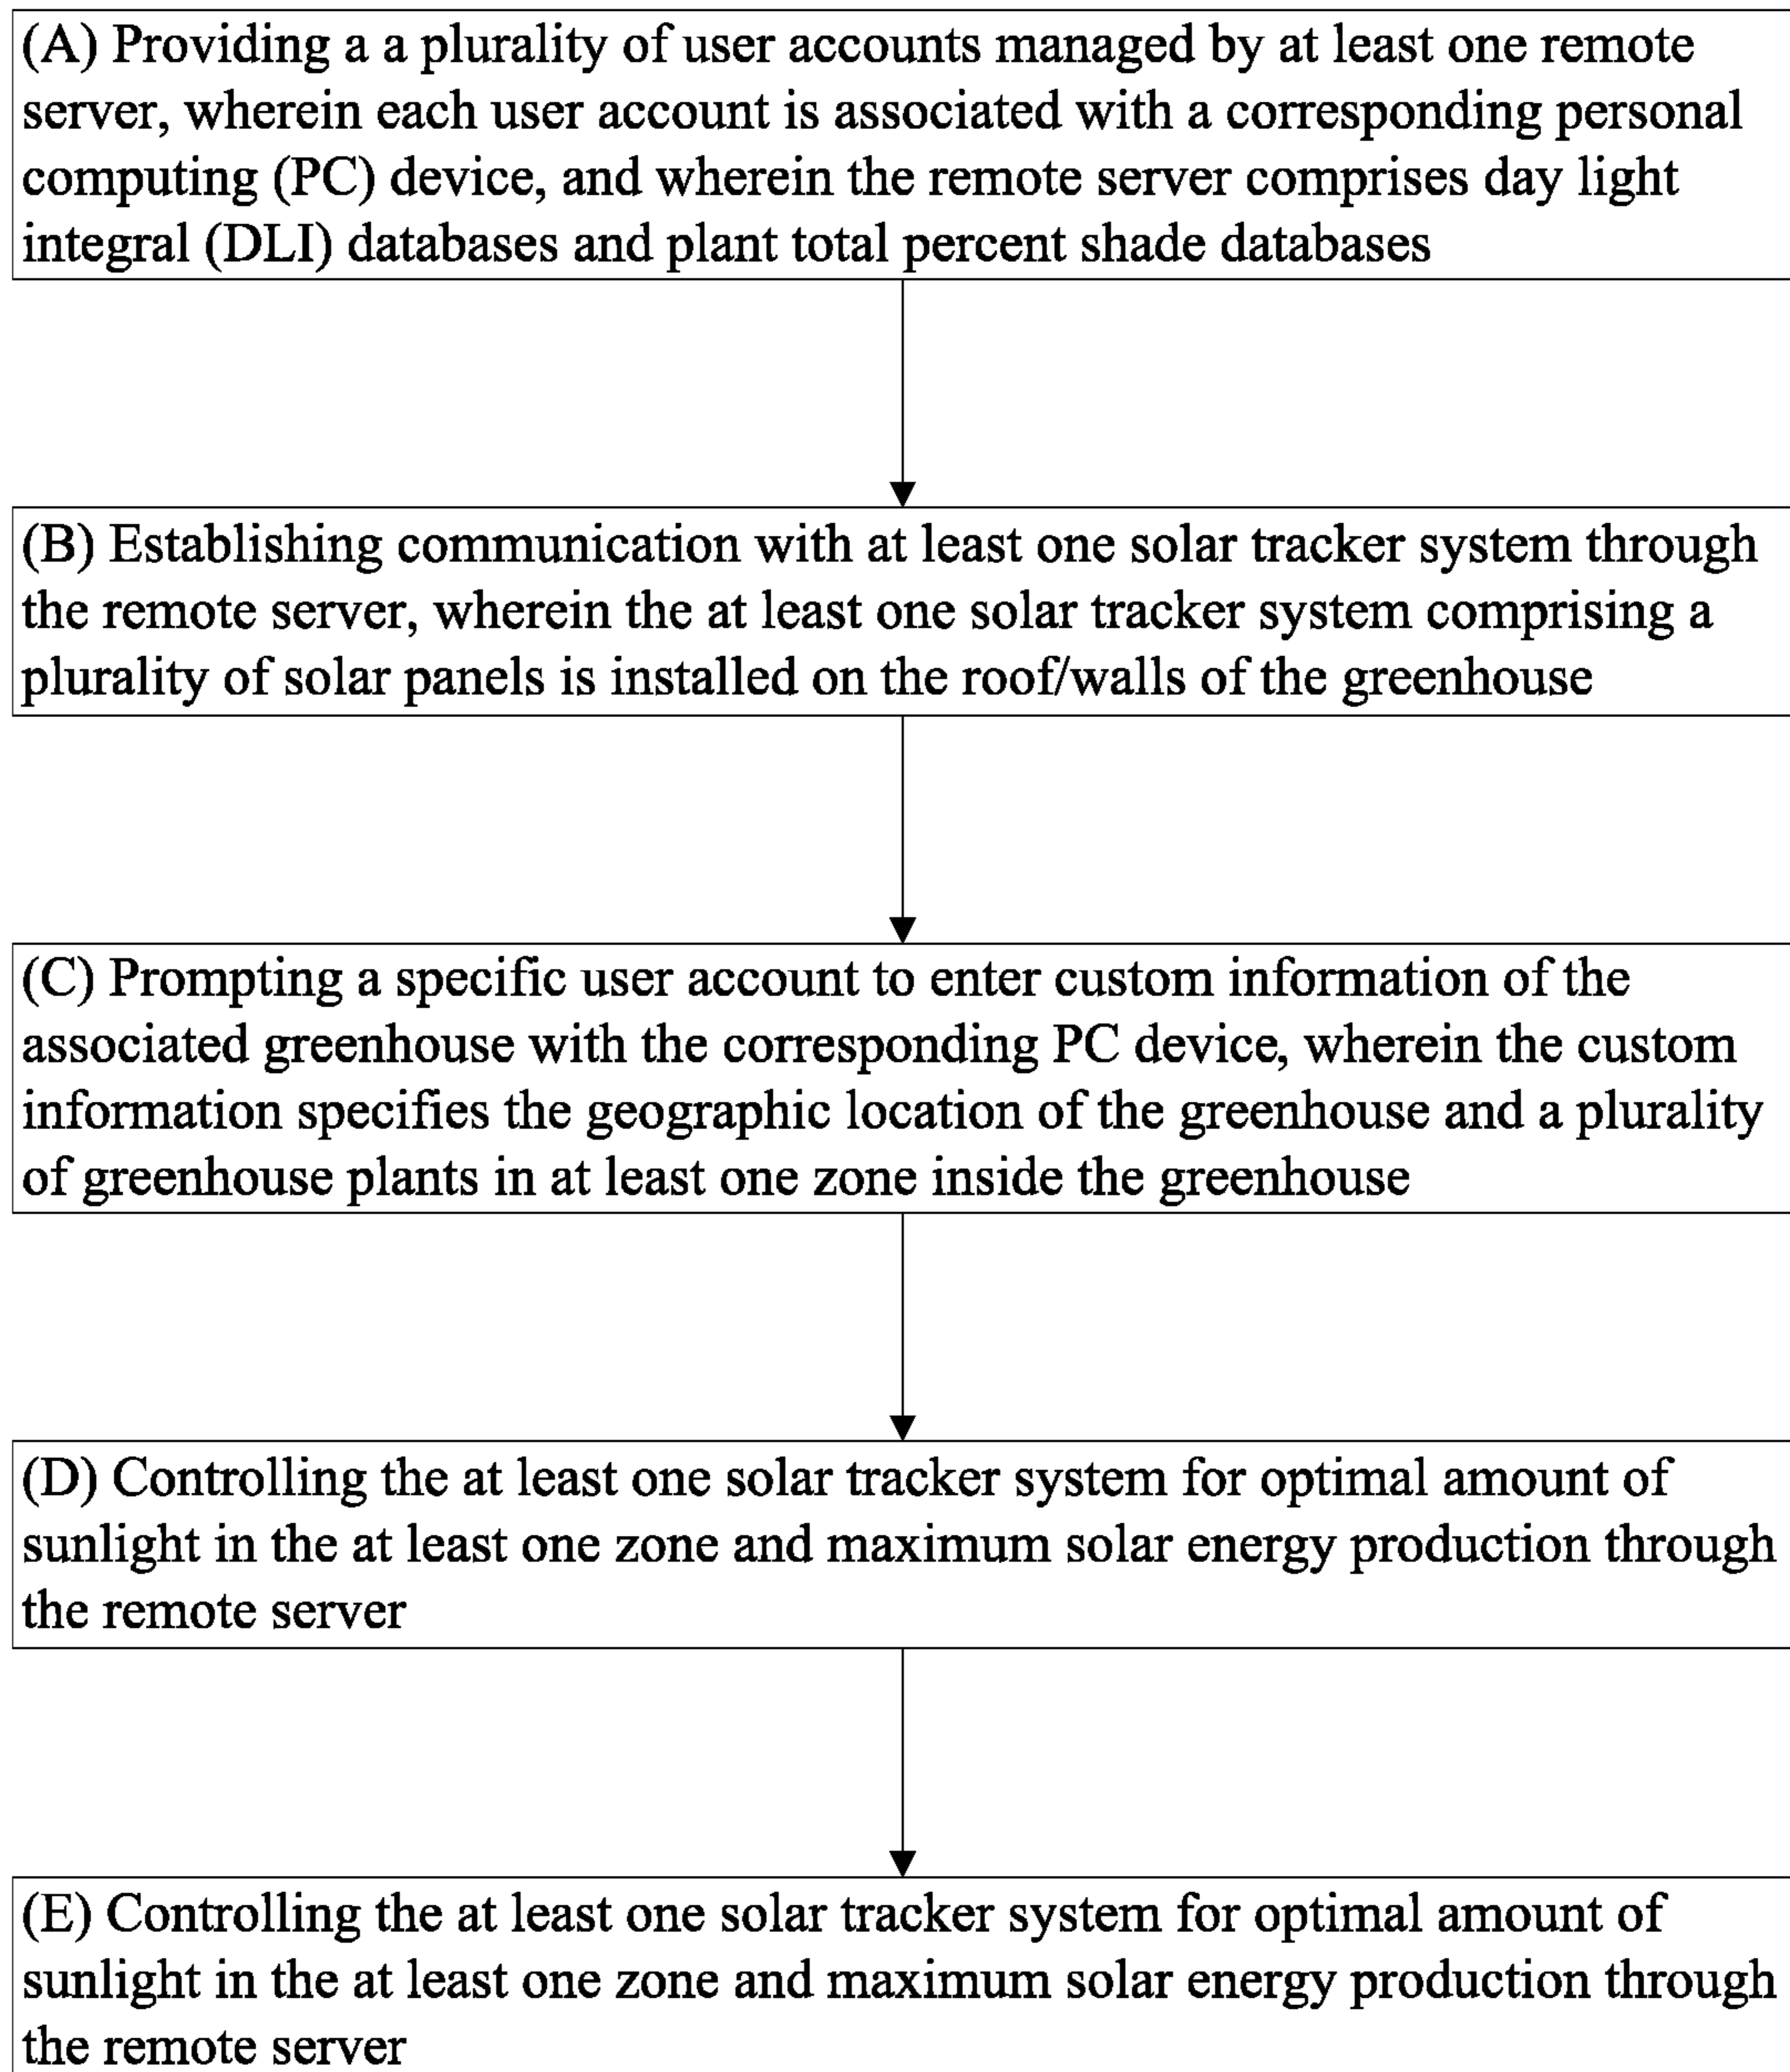 (A) Providing a a plurality of user accounts managed by at least one remote
server, wherein each user account is associated with a corresponding personal
computing (PC) device, and wherein the remote server comprises day light
integral (DLI) databases and plant total percent shade databases
(B) Establishing communication with at least one solar tracker system through
the remote server, wherein the at least one solar tracker system comprising a
plurality of solar panels is installed on the roof/walls of the greenhouse
(C) Prompting a specific user account to enter custom information of the
associated greenhouse with the corresponding PC device, wherein the custom
information specifies the geographic location of the greenhouse and a plurality
of greenhouse plants in at least one zone inside the greenhouse
(D) Controlling the at least one solar tracker system for optimal amount of
sunlight in the at least one zone and maximum solar energy production through
the remote server
(E) Controlling the at least one solar tracker system for optimal amount of
sunlight in the at least one zone and maximum solar energy production through
the remote server